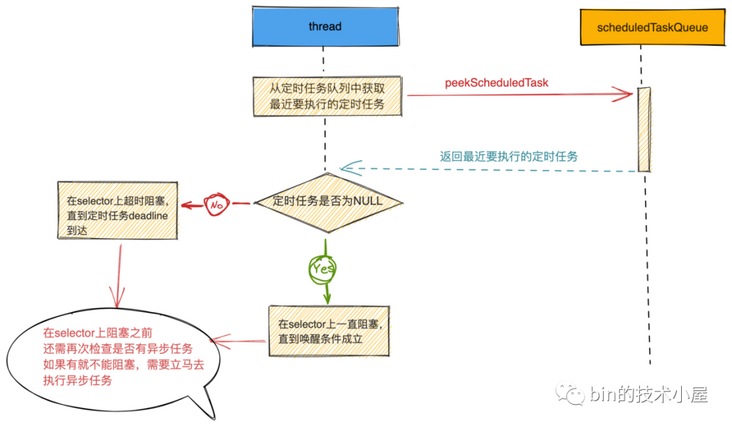 thread
scheduledTaskQueue
从定时任务队列中获取
最近要执行的定时任务
peekScheduledTask
返回最近要执行的定时任务
定时任务是否为NULL
No
在selector上超时阻塞，
直到定时任务deadline
到达
Yes
在selector上一直阻塞，
直到唤醒条件成立
在selector上阻塞之前
还需再次检查是否有异步任务
如果有就不能阻塞，需要立马去
执行异步任务
bin的技术小屋